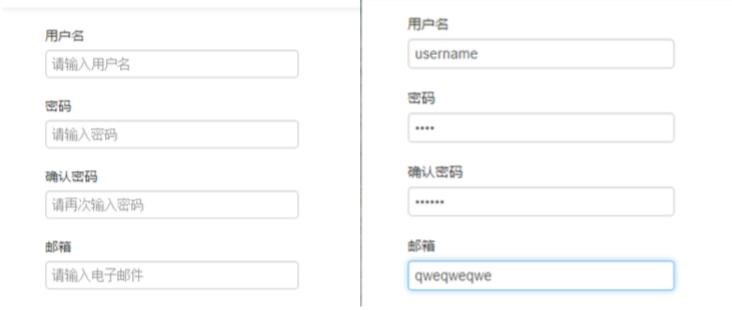 用户名
请输入用户名
密码
请输入密码
确认密码
请再次输入密码
邮箱
请输入电子邮件
用户名
username
密码
••••
确认密码
••••••
邮箱
qweqweqwe